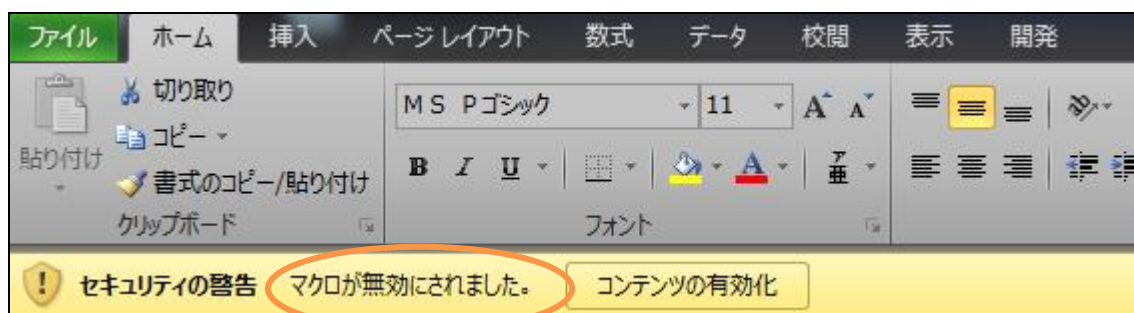 ファイル ホーム 挿入 ページ レイアウト 数式 データ 校閲 表示 開発
切り取り
コピー
貼り付け
書式のコピー/貼り付け
クリップボード
ＭＳ Ｐゴシック 11 A A
B I U A ア亜
フォント
セキュリティの警告 マクロが無効にされました。 コンテンツの有効化